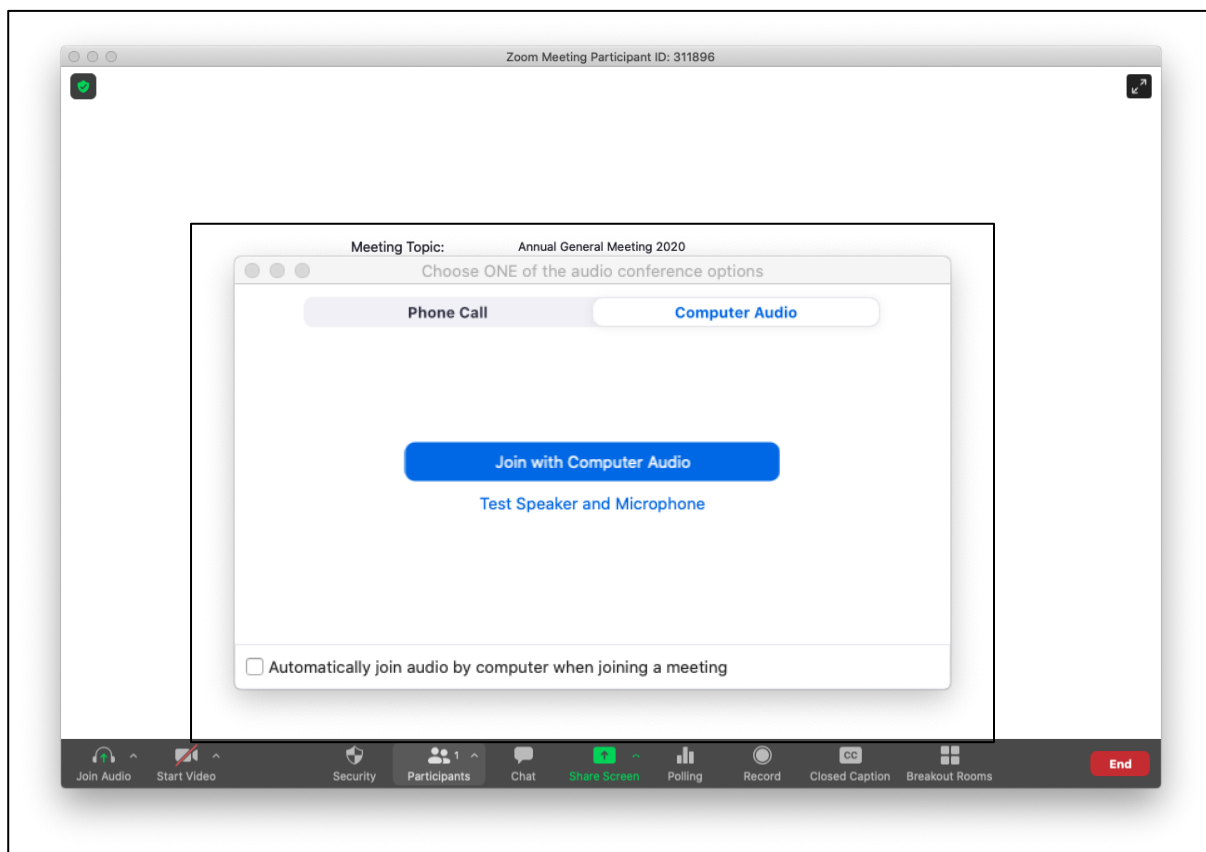 Zoom Meeting Participant ID: 311896
Meeting Topic: Annual General Meeting 2020
Choose ONE of the audio conference options
Phone Call Computer Audio
Join with Computer Audio
Test Speaker and Microphone
Automatically join audio by computer when joining a meeting
1 CC
Join Audio Start Video Security Participants Chat Share Screen Polling Record Closed Caption Breakout Rooms End